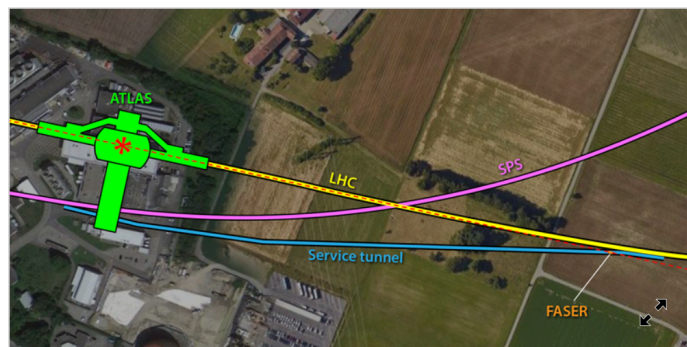 ATLAS
LHC
SPS
Service tunnel
FASER